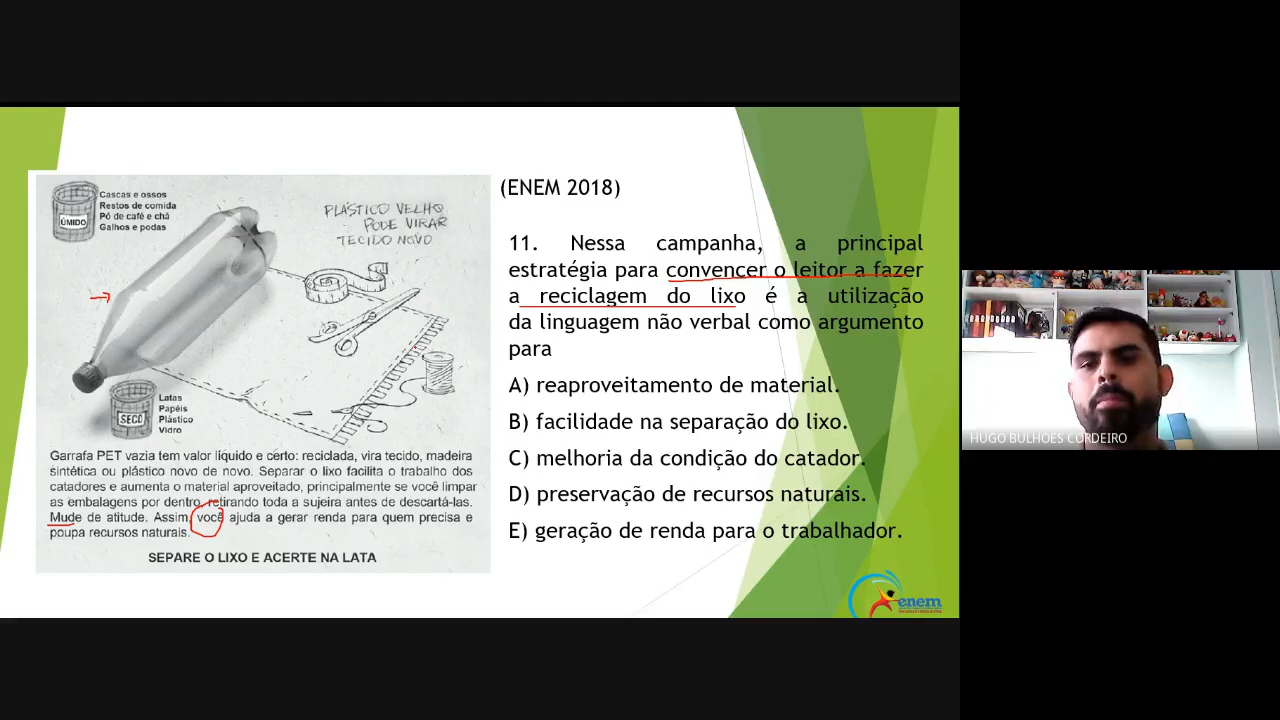 (ENEM 2018)
11. Nessa campanha, a principal
estratégia para convencer o leitor a fazer
a reciclagem do lixo é a utilização
da linguagem não verbal como argumento
para
A) reaproveitamento de material.
B) facilidade na separação do lixo.
C) melhoria da condição do catador.
D) preservação de recursos naturais.
E) geração de renda para o trabalhador.
ÚMIDO
Cascas e ossos
Restos de comida
Pó de café e chá
Galhos e podas
PLÁSTICO VELHO
PODE VIRAR
TECIDO NOVO
SECO
Latas
Papéis
Plástico
Vidro
Garrafa PET vazia tem valor líquido e certo: reciclada, vira tecido, madeira
sintética ou plástico novo de novo. Separar o lixo facilita o trabalho dos
catadores e aumenta o material aproveitado, principalmente se você limpar
as embalagens por dentro, retirando toda a sujeira antes de descartá-las.
Mude de atitude. Assim, você ajuda a gerar renda para quem precisa e
poupa recursos naturais.
SEPARE O LIXO E ACERTE NA LATA
enem
HUGO BULHÕES CORDEIRO